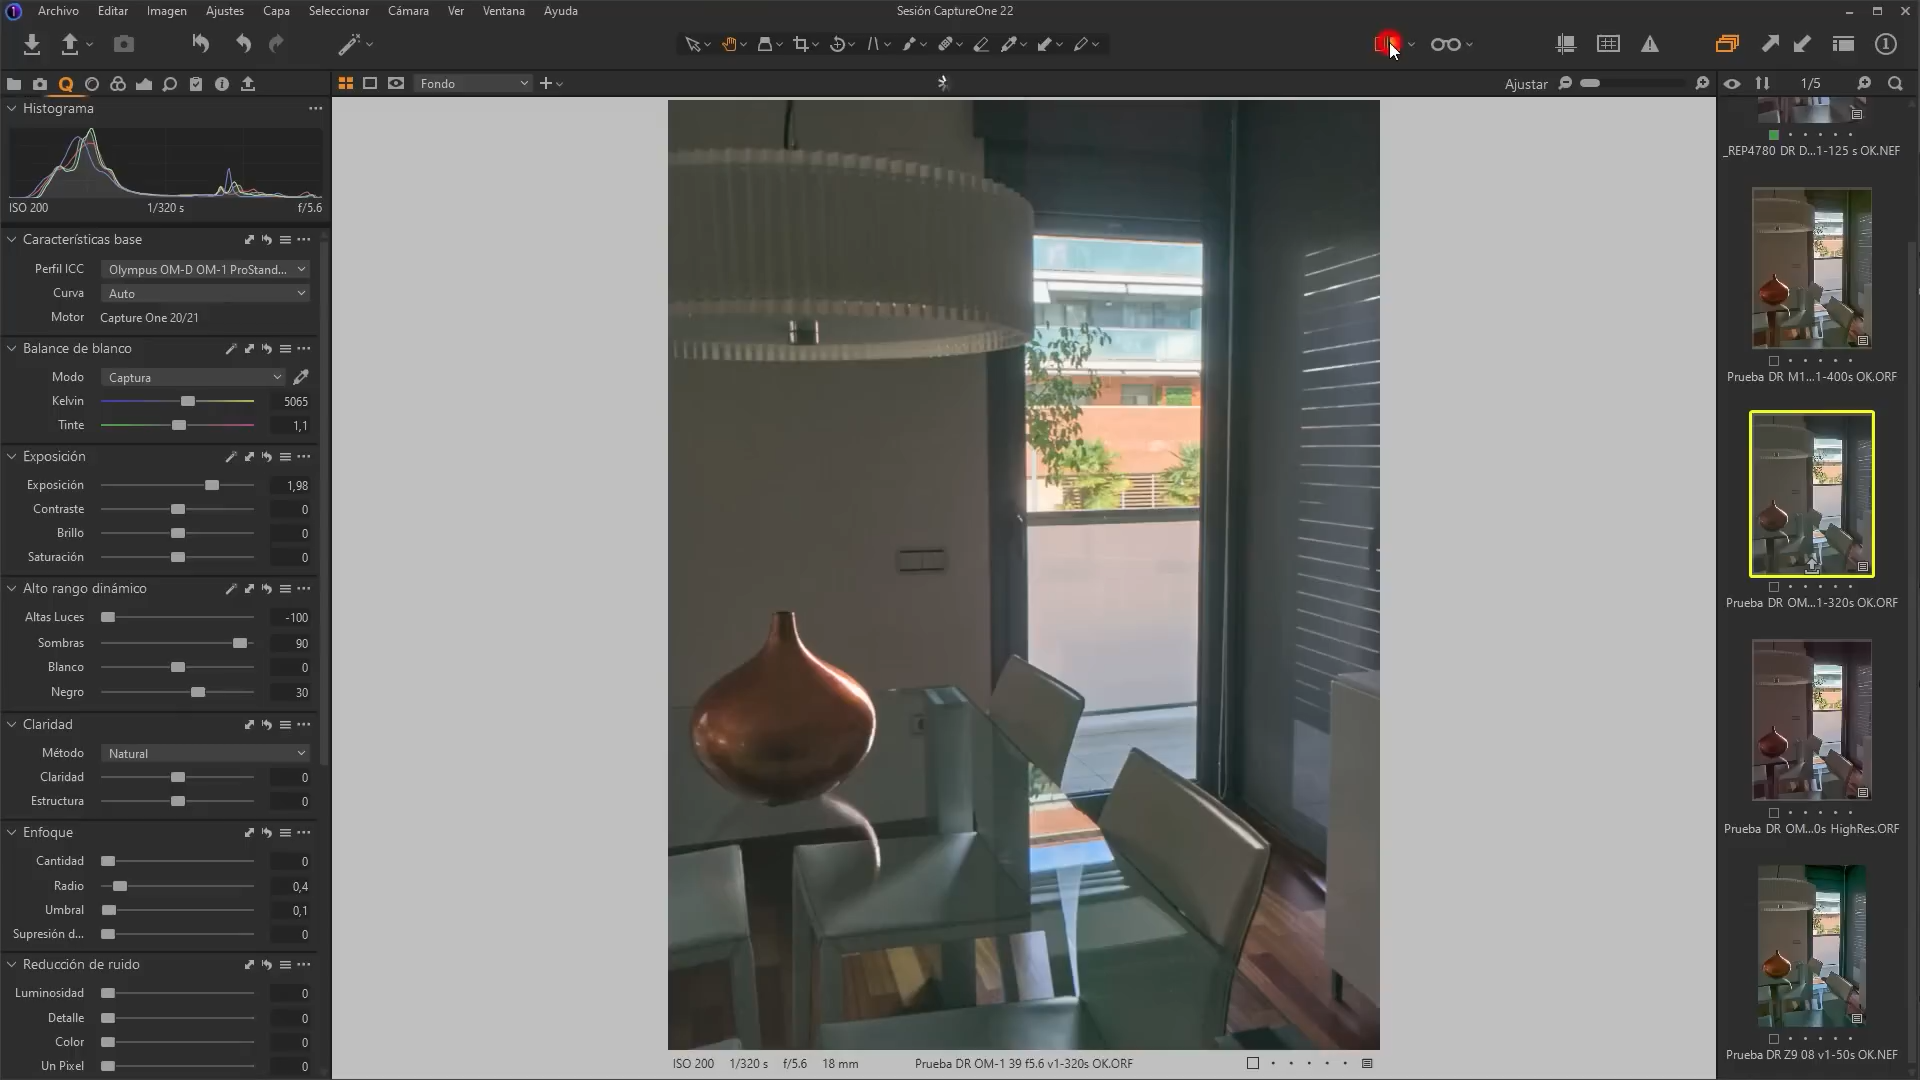 Archivo Editar Imagen Ajustes Capa Seleccionar Cámara Ver Ventana Ayuda
Sesión CaptureOne 22
Fondo
Ajustar
1/5
Histograma
ISO 200 1/320 s f/5.6
Características base
Perfil ICC Olympus OM-D OM-1 ProStand...
Curva Auto
Motor Capture One 20/21
Balance de blanco
Modo Captura
Kelvin 5065
Tinte 1,1
Exposición
Exposición 1,98
Contraste 0
Brillo 0
Saturación 0
Alto rango dinámico
Altas Luces -100
Sombras 90
Blanco 0
Negro 30
Claridad
Método Natural
Claridad 0
Estructura 0
Enfoque
Cantidad 0
Radio 0,4
Umbral 0,1
Supresión d... 0
Reducción de ruido
Luminosidad 0
Detalle 0
Color 0
Un Pixel 0
ISO 200 1/320 s f/5.6 18 mm Prueba DR OM-1 39 f5.6 v1-320s OK.ORF
_REP4780 DR D...1-125 s OK.NEF
Prueba DR M1...1-400s OK.ORF
Prueba DR OM...1-320s OK.ORF
Prueba DR OM...0s HighRes.ORF
Prueba DR Z9 08 v1-50s OK.NEF